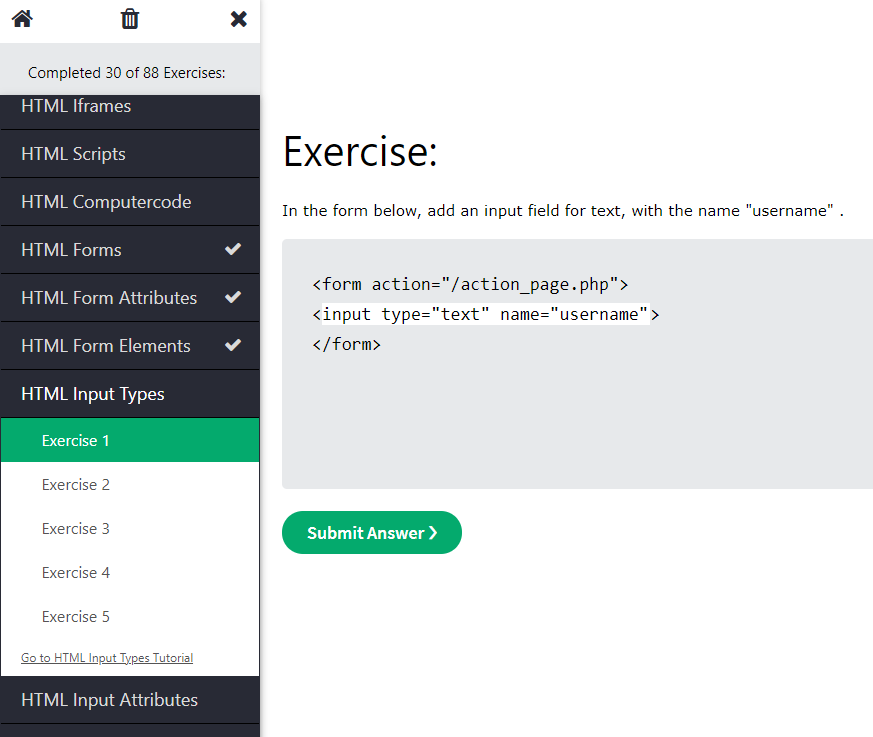 Completed 30 of 88 Exercises:
HTML Iframes
HTML Scripts
HTML Computercode
HTML Forms
HTML Form Attributes
HTML Form Elements
HTML Input Types
Exercise 1
Exercise 2
Exercise 3
Exercise 4
Exercise 5
Go to HTML Input Types Tutorial
HTML Input Attributes
Exercise:
In the form below, add an input field for text, with the name "username" .
<form action="/action_page.php">
<input type="text" name="username">
</form>
Submit Answer ❯